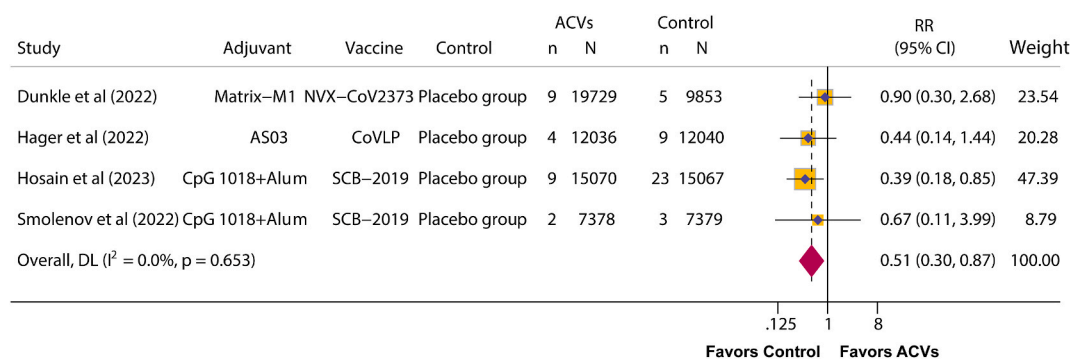 ACVs Control RR
Study Adjuvant Vaccine Control n N n N (95% CI) Weight
Dunkle et al (2022) Matrix−M1 NVX−CoV2373 Placebo group 9 19729 5 9853 0.90 (0.30, 2.68) 23.54
Hager et al (2022) AS03 CoVLP Placebo group 4 12036 9 12040 0.44 (0.14, 1.44) 20.28
Hosain et al (2023) CpG 1018+Alum SCB−2019 Placebo group 9 15070 23 15067 0.39 (0.18, 0.85) 47.39
Smolenov et al (2022) CpG 1018+Alum SCB−2019 Placebo group 2 7378 3 7379 0.67 (0.11, 3.99) 8.79
Overall, DL (I² = 0.0%, p = 0.653) 0.51 (0.30, 0.87) 100.00
.125 1 8
Favors Control Favors ACVs